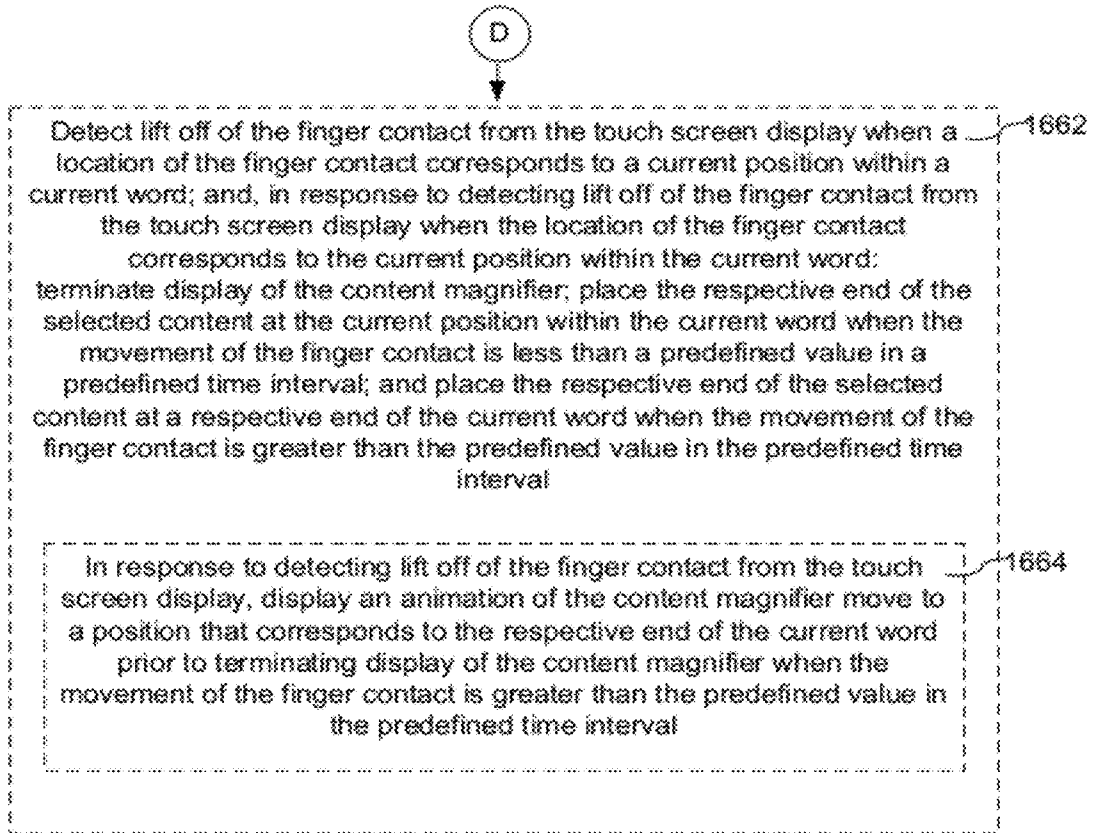 D
Detect lift off of the finger contact from the touch screen display when a
1662
location of the finger contact corresponds to a current position within a
current word; and, in response to detecting lift off of the finger contact from
the touch screen display when the location of the finger contact
corresponds to the current position within the current word:
terminate display of the content magnifier; place the respective end of the
selected content at the current position within the current word when the
movement of the finger contact is less than a predefined value in a
predefined time interval; and place the respective end of the selected
content at a respective end of the current word when the movement of the
finger contact is greater than the predefined value in the predefined time
interval
In response to detecting lift off of the finger contact from the touch
1664
screen display, display an animation of the content magnifier move to
a position that corresponds to the respective end of the current word
prior to terminating display of the content magnifier when the
movement of the finger contact is greater than the predefined value in
the predefined time interval